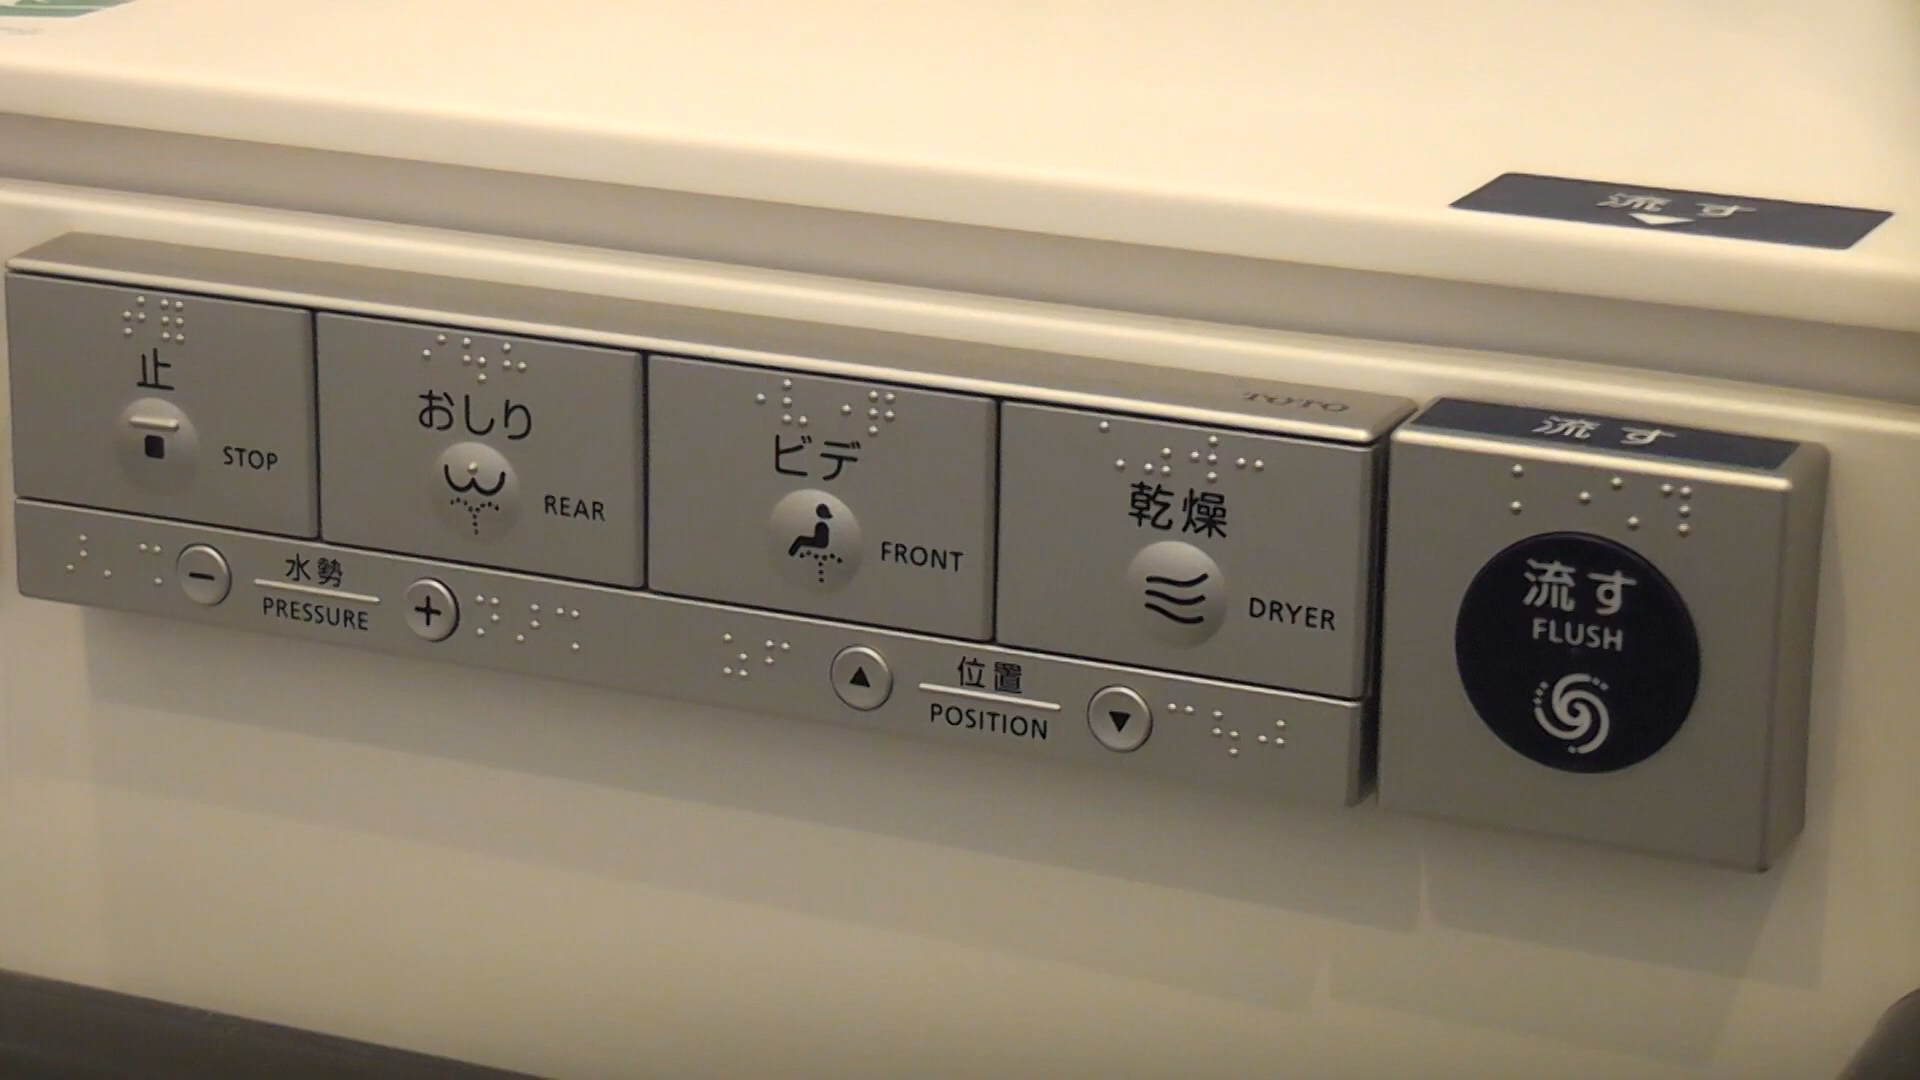 流す
TOTO
流す
止
STOP
おしり
REAR
ビデ
FRONT
乾燥
DRYER
流す
FLUSH
−
水勢
PRESSURE
+
▲
位置
POSITION
▼